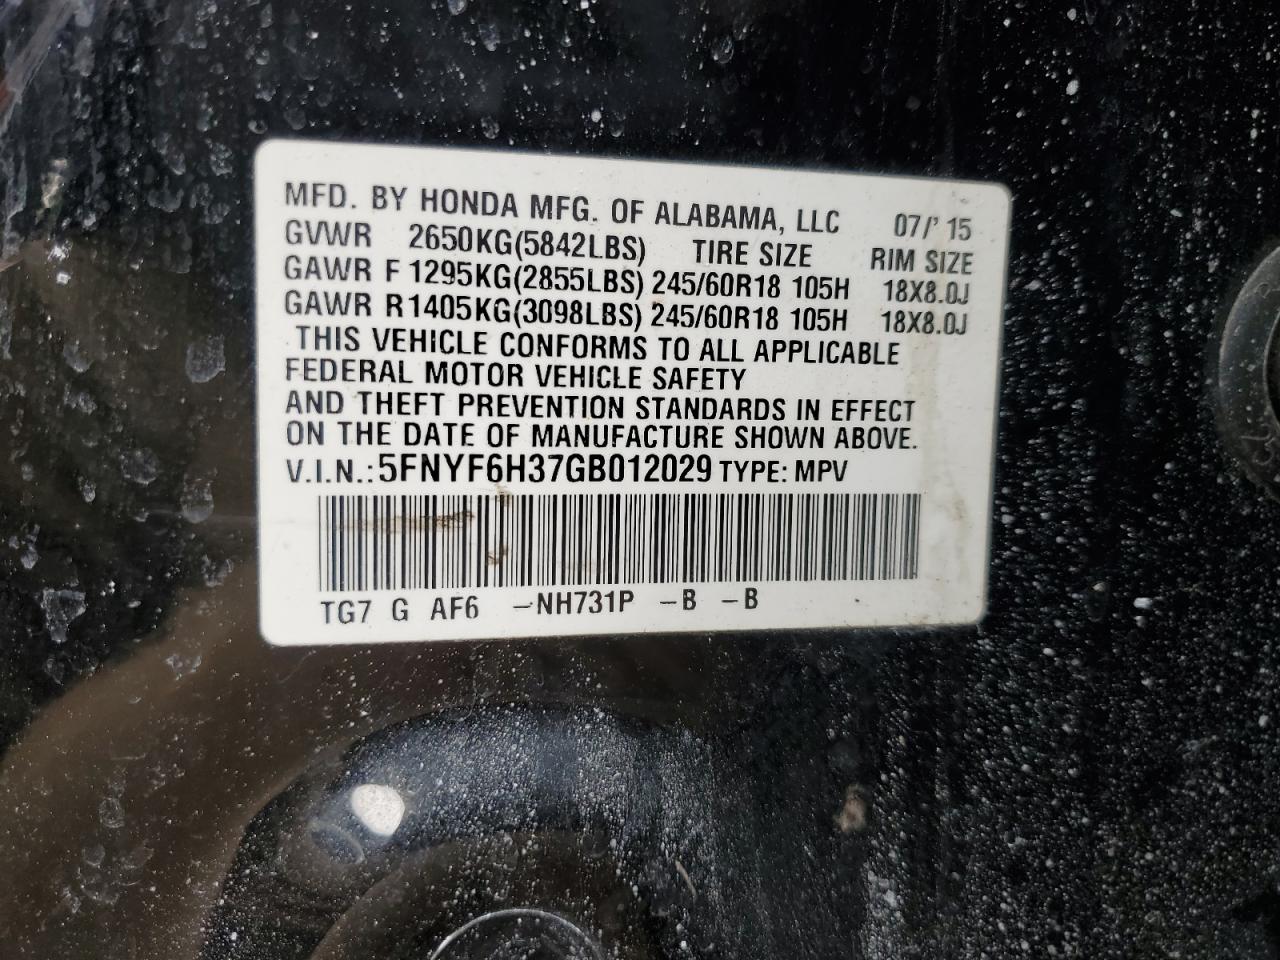 MFD. BY HONDA MFG. OF ALABAMA, LLC 07/' 15
GVWR 2650KG(5842LBS) TIRE SIZE RIM SIZE
GAWR F 1295KG(2855LBS) 245/60R18 105H 18X8.0J
GAWR R1405KG(3098LBS) 245/60R18 105H 18X8.0J
THIS VEHICLE CONFORMS TO ALL APPLICABLE
FEDERAL MOTOR VEHICLE SAFETY
AND THEFT PREVENTION STANDARDS IN EFFECT
ON THE DATE OF MANUFACTURE SHOWN ABOVE.
V.I.N.: 5FNYF6H37GB012029 TYPE: MPV
TG7 G AF6 –NH731P –B –B